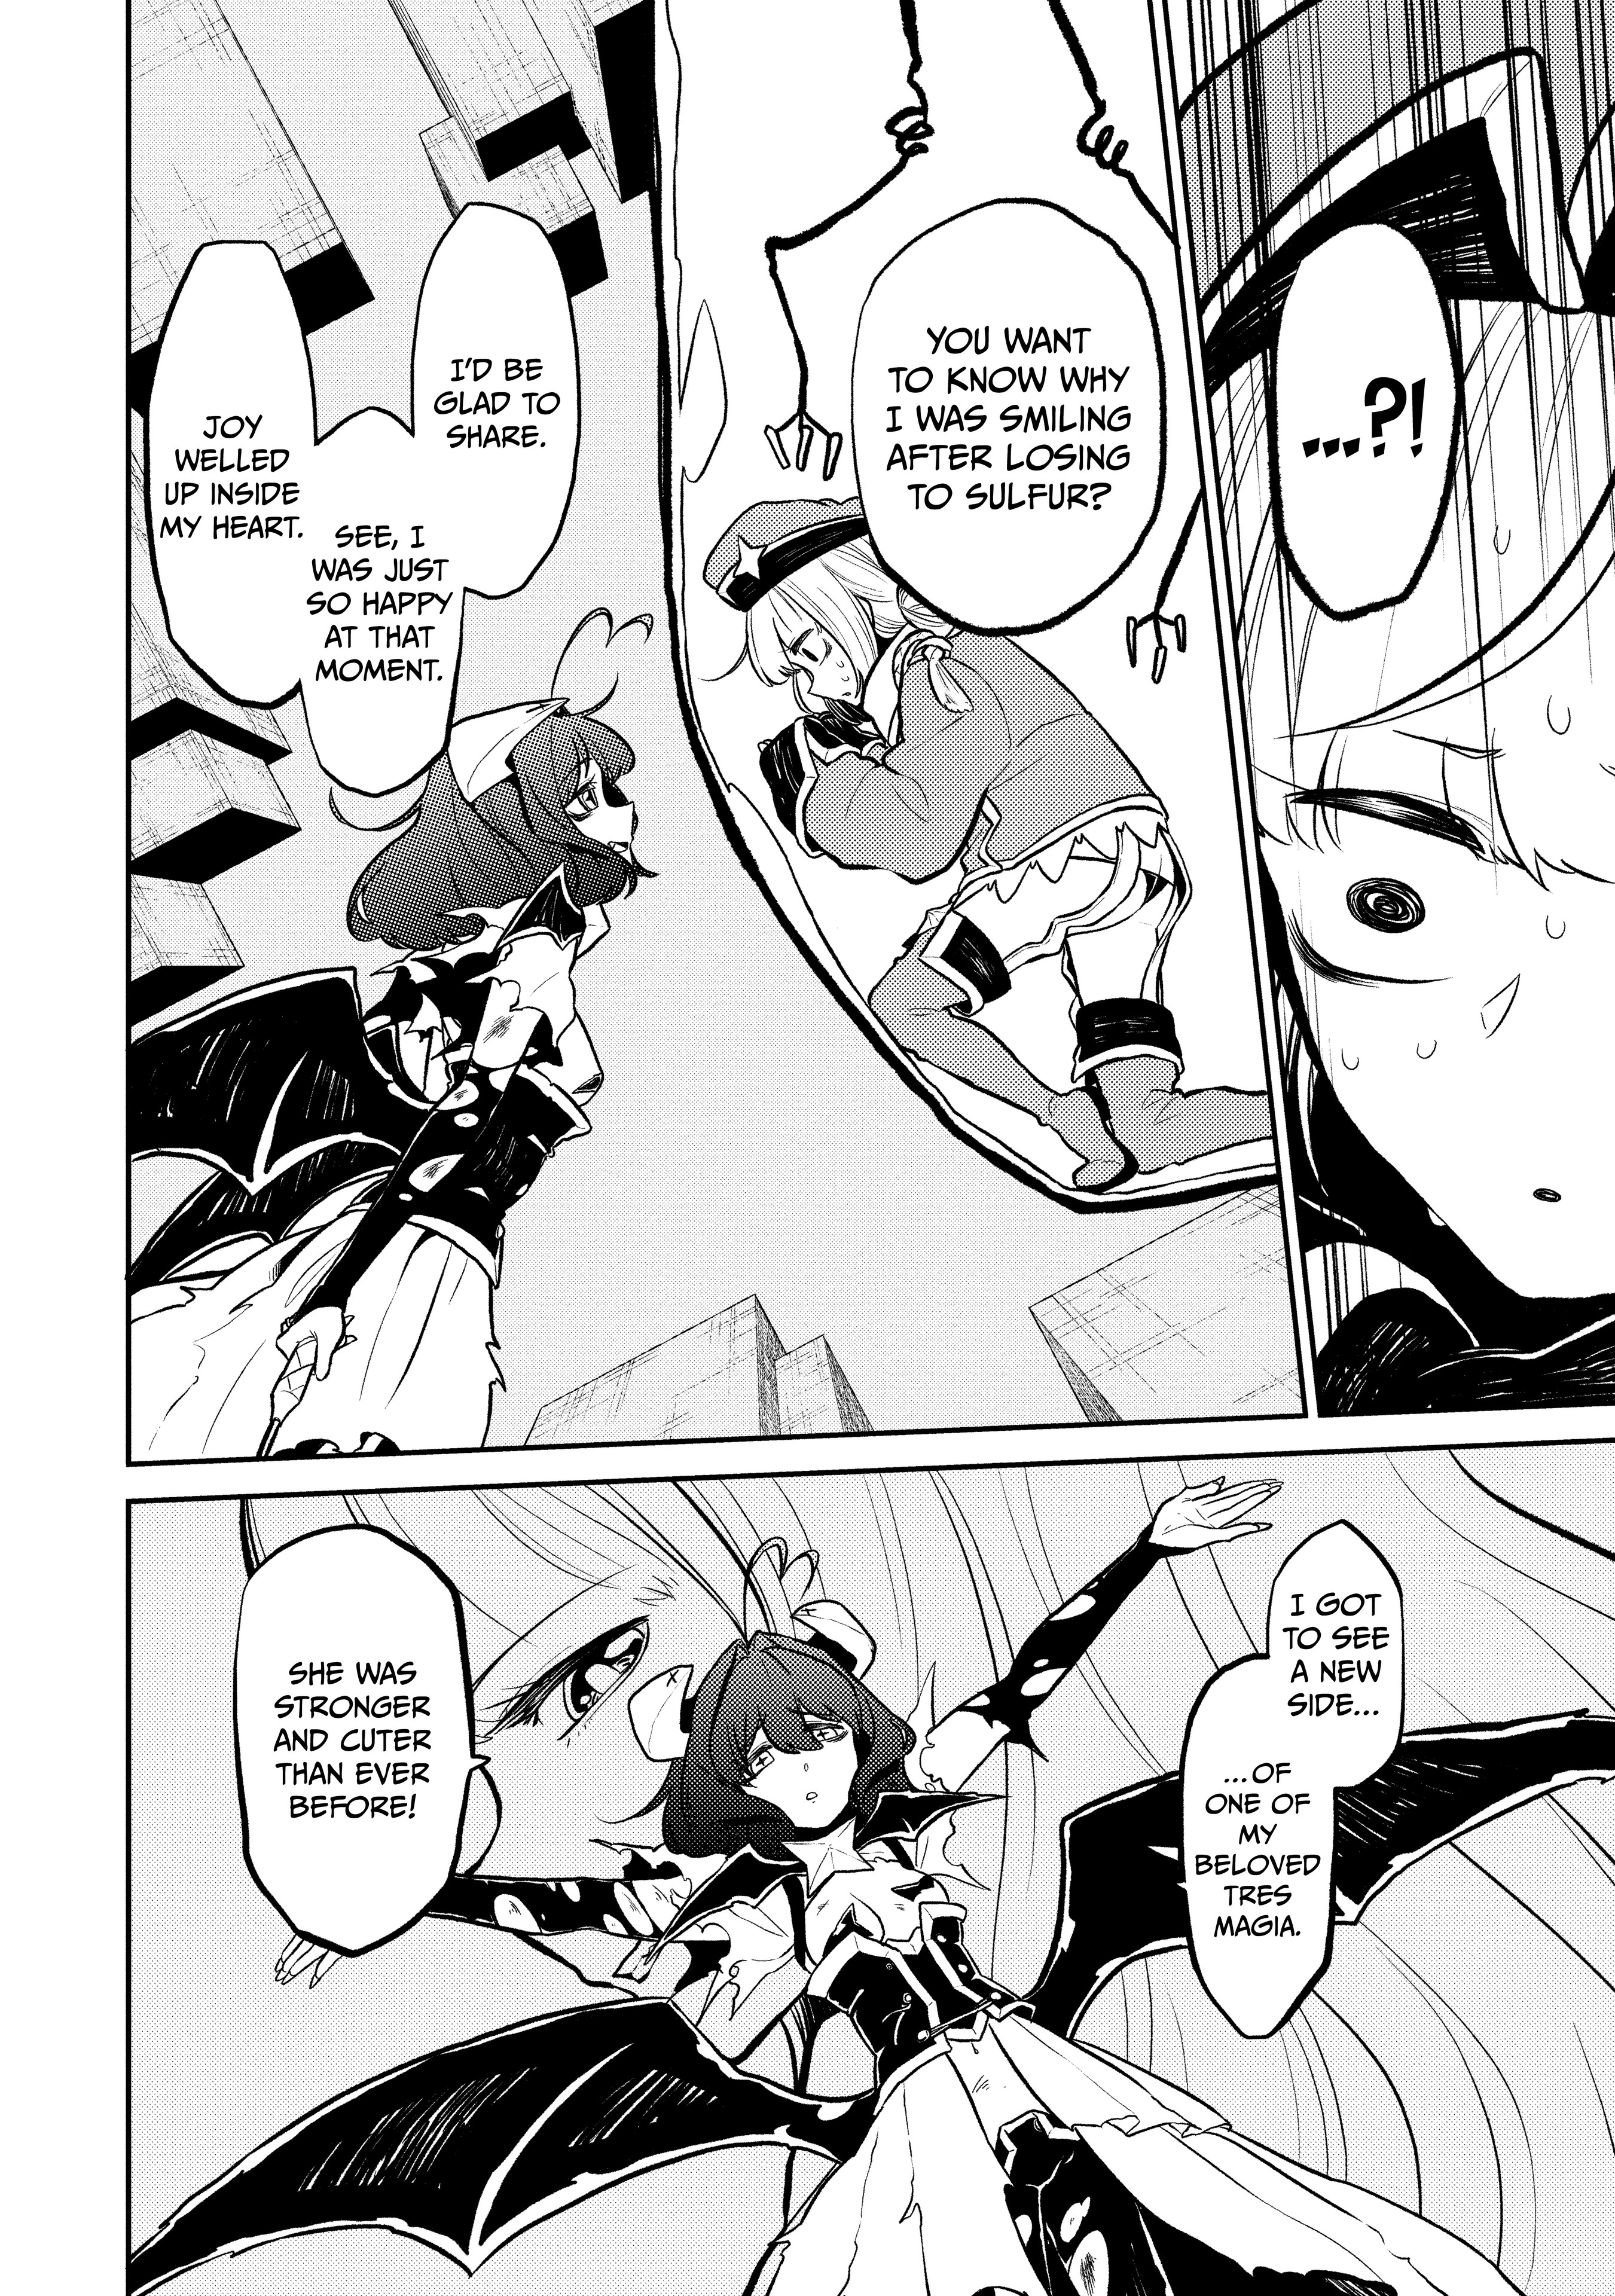 ...?!
YOU WANT
TO KNOW WHY
I WAS SMILING
AFTER LOSING
TO SULFUR?
I'D BE
GLAD TO
SHARE.
SEE, I
WAS JUST
SO HAPPY
AT THAT
MOMENT.
JOY
WELLED
UP INSIDE
MY HEART.
I GOT
TO SEE
A NEW
SIDE...
...OF
ONE OF
MY
BELOVED
TRES
MAGIA.
SHE WAS
STRONGER
AND CUTER
THAN EVER
BEFORE!